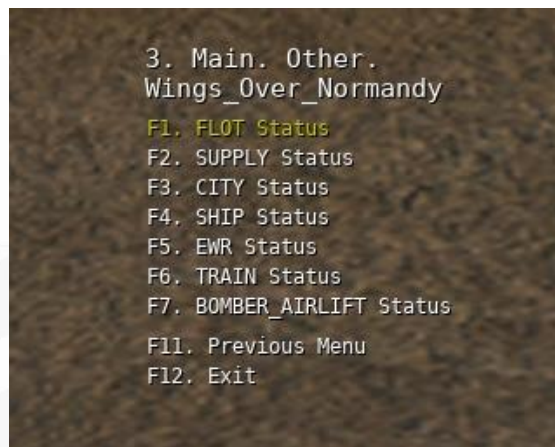 3. Main. Other.
Wings_Over_Normandy
F1. FLOT Status
F2. SUPPLY Status
F3. CITY Status
F4. SHIP Status
F5. EWR Status
F6. TRAIN Status
F7. BOMBER_AIRLIFT Status
F11. Previous Menu
F12. Exit